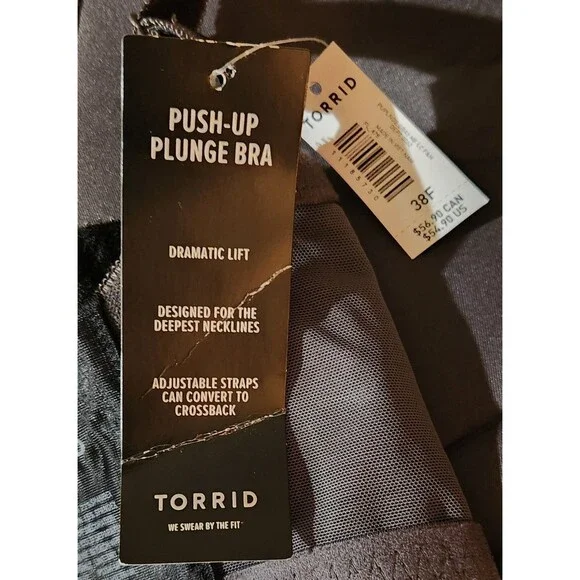 PUSH-UP
PLUNGE BRA
DRAMATIC LIFT
DESIGNED FOR THE
DEEPEST NECKLINES
ADJUSTABLE STRAPS
CAN CONVERT TO
CROSSBACK
TORRID
WE SWEAR BY THE FIT™
TORRID
38F
$56.90 CAN
$54.90 US